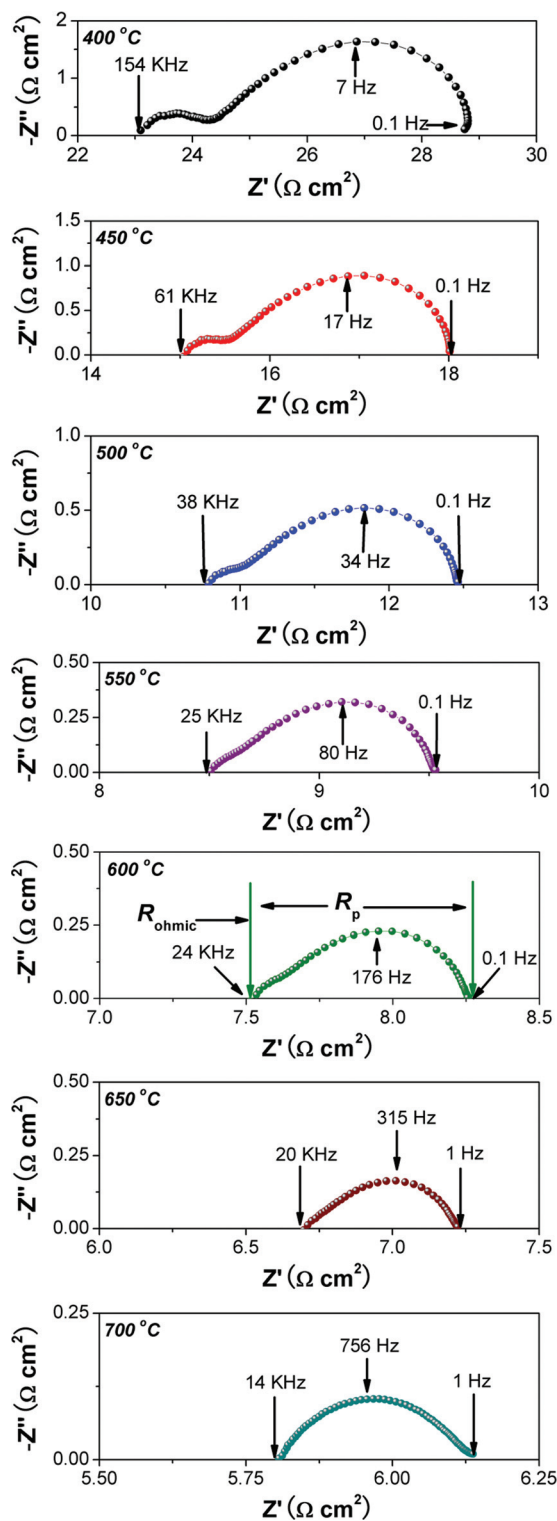 400 °C
154 KHz
7 Hz
0.1 Hz
-Z" (Ω cm²)
2
1
0
22 24 26 28 30
Z' (Ω cm²)
450 °C
61 KHz
17 Hz
0.1 Hz
-Z" (Ω cm²)
1.5
1.0
0.5
0.0
14 16 18
Z' (Ω cm²)
500 °C
38 KHz
34 Hz
0.1 Hz
-Z" (Ω cm²)
1.0
0.5
0.0
10 11 12 13
Z' (Ω cm²)
550 °C
25 KHz
80 Hz
0.1 Hz
-Z" (Ω cm²)
0.50
0.25
0.00
8 9 10
Z' (Ω cm²)
600 °C
Rohmic
Rp
24 KHz
176 Hz
0.1 Hz
-Z" (Ω cm²)
0.50
0.25
0.00
7.0 7.5 8.0 8.5
Z' (Ω cm²)
650 °C
315 Hz
20 KHz
1 Hz
-Z" (Ω cm²)
0.50
0.25
0.00
6.0 6.5 7.0 7.5
Z' (Ω cm²)
700 °C
756 Hz
14 KHz
1 Hz
-Z" (Ω cm²)
0.25
0.00
5.50 5.75 6.00 6.25
Z' (Ω cm²)